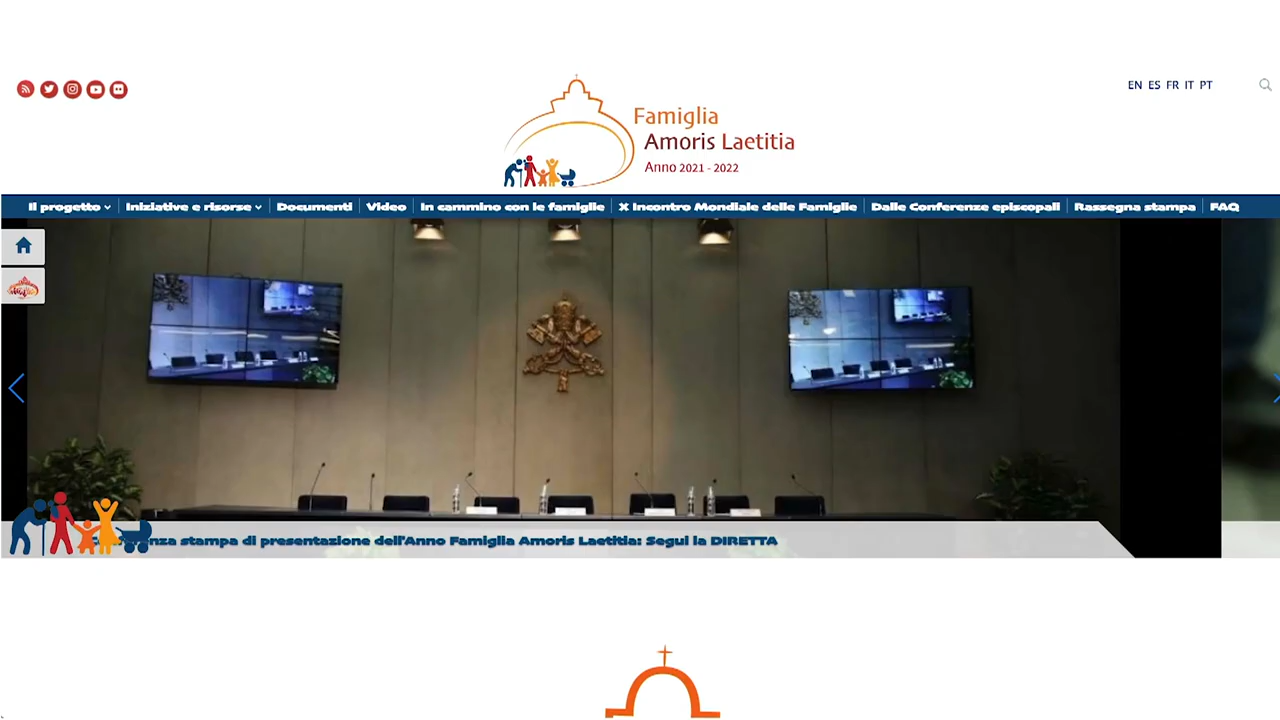 EN ES FR IT PT
Famiglia
Amoris Laetitia
Anno 2021 - 2022
Il progetto Iniziative e risorse Documenti Video In cammino con le famiglie X Incontro Mondiale delle Famiglie Dalle Conferenze episcopali Rassegna stampa FAQ
stampa di presentazione dell'Anno Famiglia Amoris Laetitia: Segui la DIRETTA